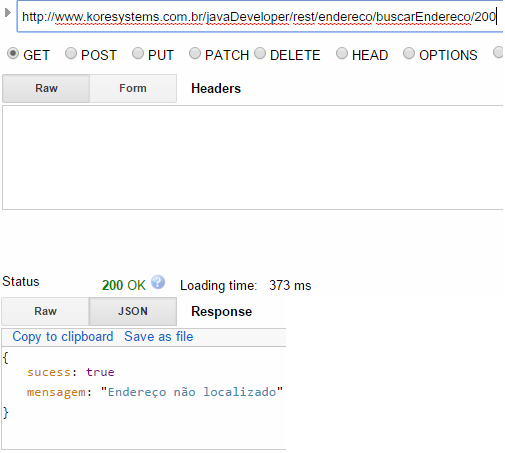 http://www.koresystems.com.br/javaDeveloper/rest/endereco/buscarEndereco/200
GET POST PUT PATCH DELETE HEAD OPTIONS
Raw Form Headers
Status 200 OK ? Loading time: 373 ms
Raw JSON Response
Copy to clipboard Save as file
{
sucess: true
mensagem: "Endereço não localizado"
}